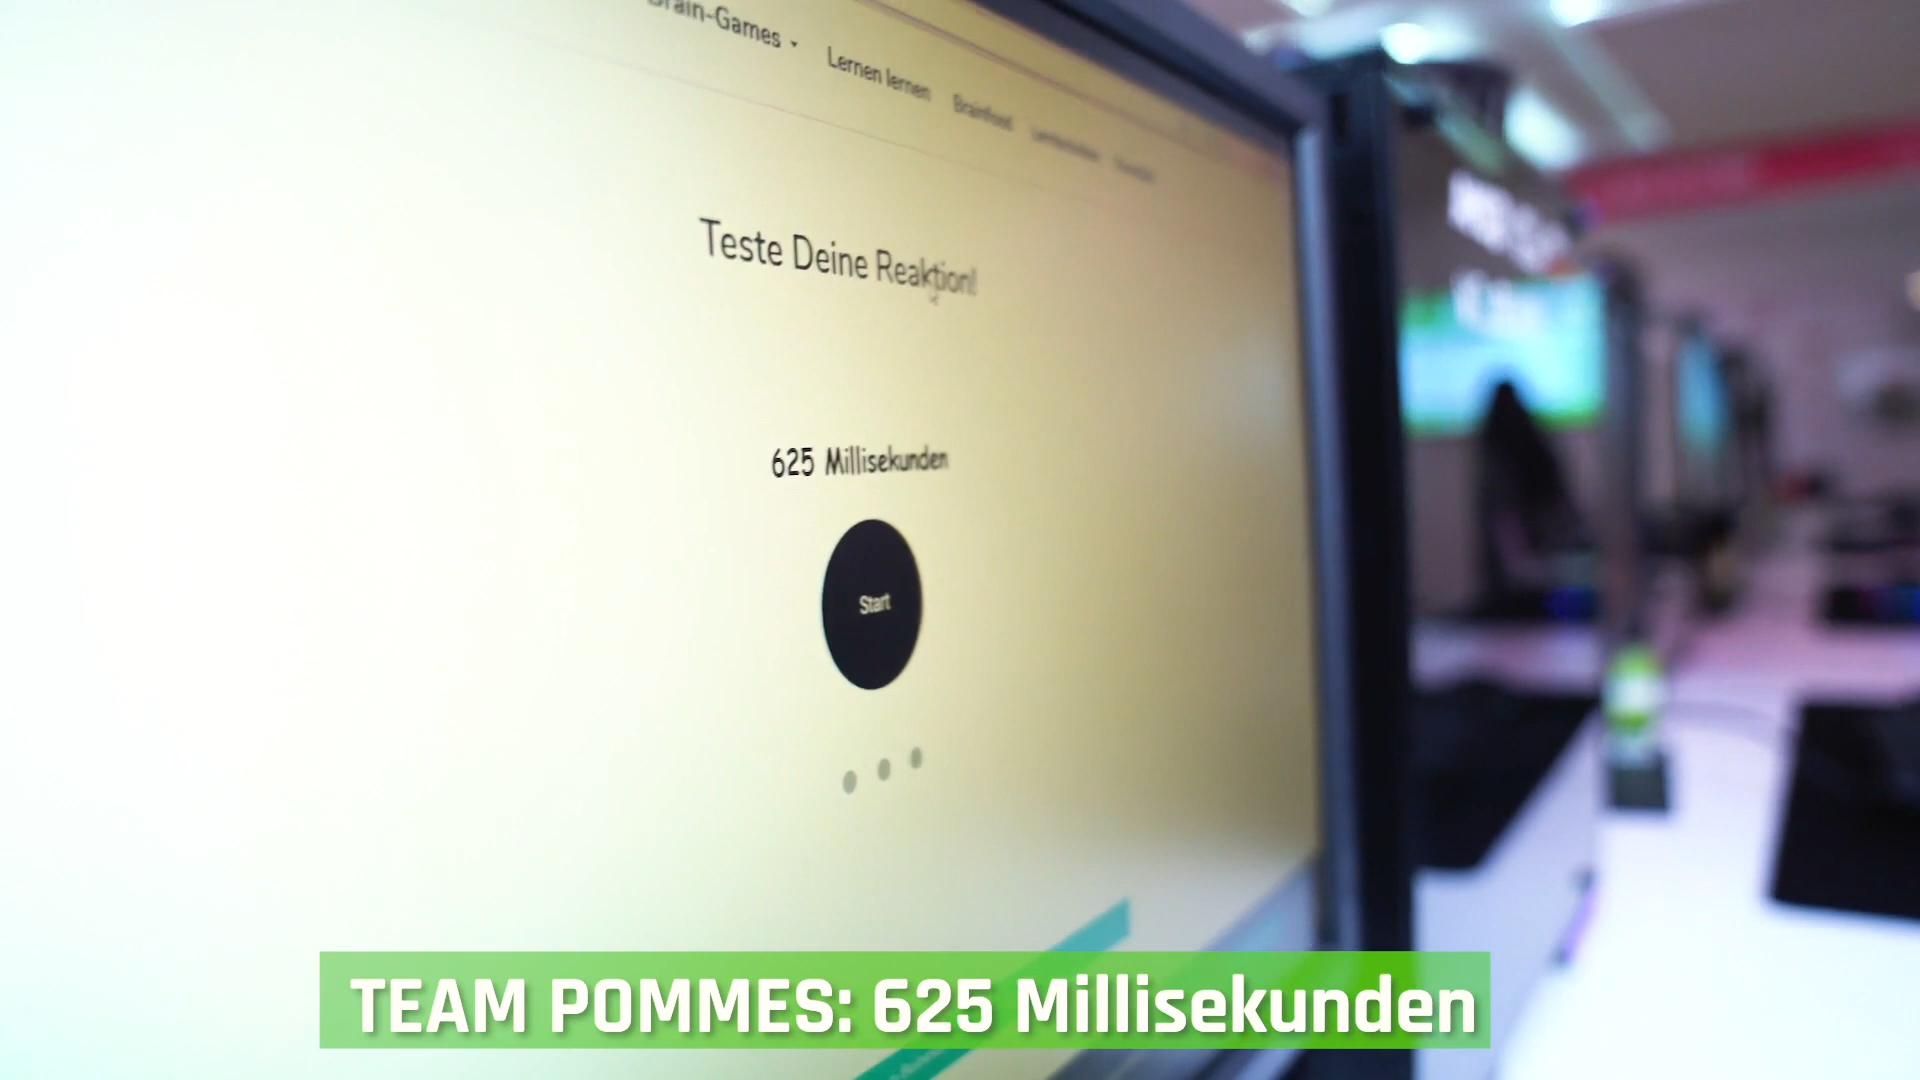 Brain-Games
Lernen lernen
Brainfood
Teste Deine Reaktion!
625 Millisekunden
Start
TEAM POMMES: 625 Millisekunden